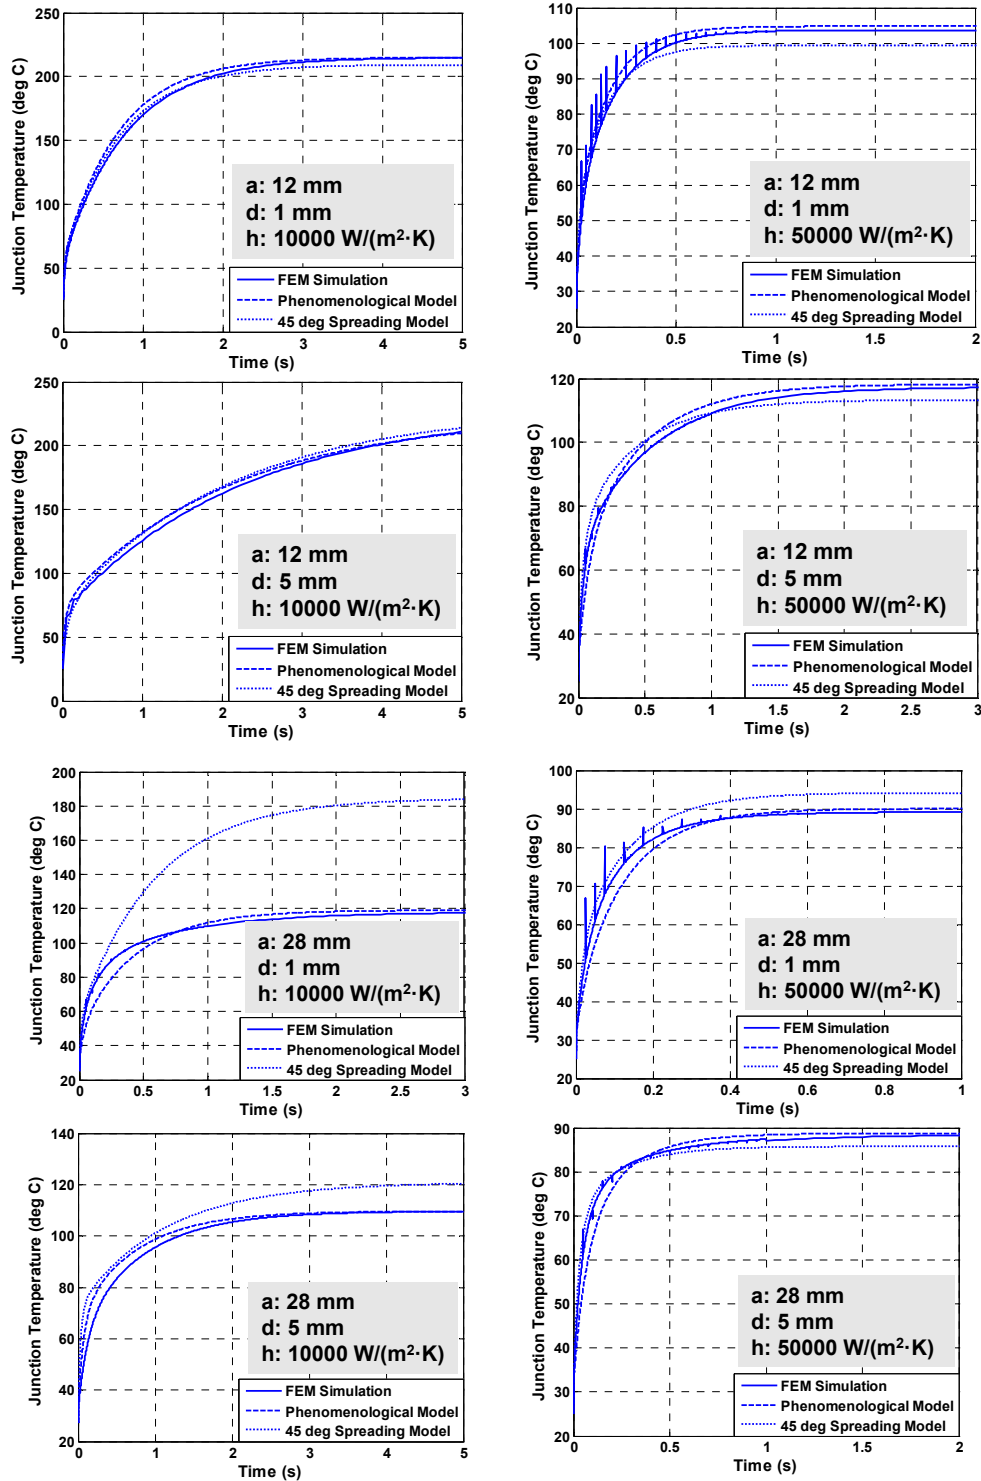 250
200
150
100
50
0
Junction Temperature (deg C)
a: 12 mm
d: 1 mm
h: 10000 W/(m²·K)
FEM Simulation
Phenomenological Model
45 deg Spreading Model
0 1 2 3 4 5
Time (s)
110
100
90
80
70
60
50
40
30
20
Junction Temperature (deg C)
a: 12 mm
d: 1 mm
h: 50000 W/(m²·K)
FEM Simulation
Phenomenological Model
45 deg Spreading Model
0 0.5 1 1.5 2
Time (s)
250
200
150
100
50
0
Junction Temperature (deg C)
a: 12 mm
d: 5 mm
h: 10000 W/(m²·K)
FEM Simulation
Phenomenological Model
45 deg Spreading Model
0 1 2 3 4 5
Time (s)
120
100
80
60
40
20
Junction Temperature (deg C)
a: 12 mm
d: 5 mm
h: 50000 W/(m²·K)
FEM Simulation
Phenomenological Model
45 deg Spreading Model
0 0.5 1 1.5 2 2.5 3
Time (s)
200
180
160
140
120
100
80
60
40
20
Junction Temperature (deg C)
a: 28 mm
d: 1 mm
h: 10000 W/(m²·K)
FEM Simulation
Phenomenological Model
45 deg Spreading Model
0 0.5 1 1.5 2 2.5 3
Time (s)
100
90
80
70
60
50
40
30
20
Junction Temperature (deg C)
a: 28 mm
d: 1 mm
h: 50000 W/(m²·K)
FEM Simulation
Phenomenological Model
45 deg Spreading Model
0 0.2 0.4 0.6 0.8 1
Time (s)
140
120
100
80
60
40
20
Junction Temperature (deg C)
a: 28 mm
d: 5 mm
h: 10000 W/(m²·K)
FEM Simulation
Phenomenological Model
45 deg Spreading Model
0 1 2 3 4 5
Time (s)
90
80
70
60
50
40
30
20
Junction Temperature (deg C)
a: 28 mm
d: 5 mm
h: 50000 W/(m²·K)
FEM Simulation
Phenomenological Model
45 deg Spreading Model
0 0.5 1 1.5 2
Time (s)